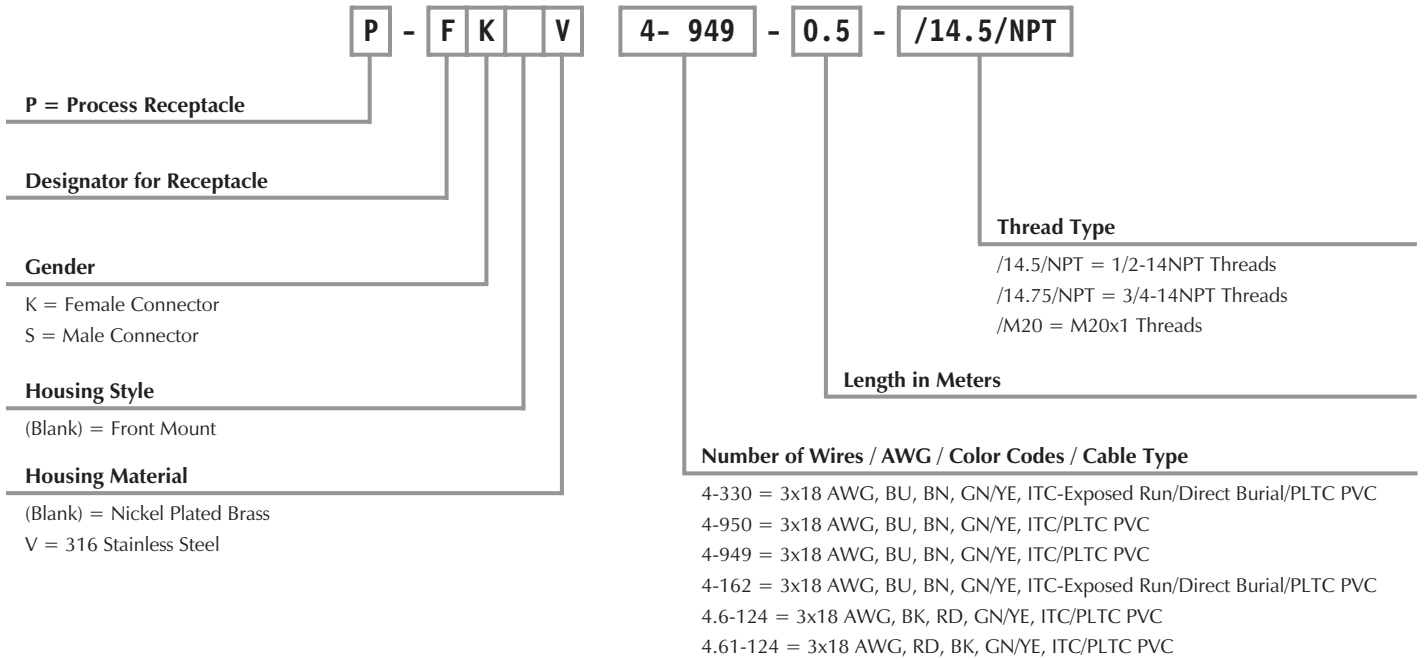 P - F K V 4- 949 - 0.5 - /14.5/NPT
P = Process Receptacle
Designator for Receptacle
Gender
K = Female Connector
S = Male Connector
Housing Style
(Blank) = Front Mount
Housing Material
(Blank) = Nickel Plated Brass
V = 316 Stainless Steel
Thread Type
/14.5/NPT = 1/2-14NPT Threads
/14.75/NPT = 3/4-14NPT Threads
/M20 = M20x1 Threads
Length in Meters
Number of Wires / AWG / Color Codes / Cable Type
4-330 = 3x18 AWG, BU, BN, GN/YE, ITC-Exposed Run/Direct Burial/PLTC PVC
4-950 = 3x18 AWG, BU, BN, GN/YE, ITC/PLTC PVC
4-949 = 3x18 AWG, BU, BN, GN/YE, ITC/PLTC PVC
4-162 = 3x18 AWG, BU, BN, GN/YE, ITC-Exposed Run/Direct Burial/PLTC PVC
4.6-124 = 3x18 AWG, BK, RD, GN/YE, ITC/PLTC PVC
4.61-124 = 3x18 AWG, RD, BK, GN/YE, ITC/PLTC PVC